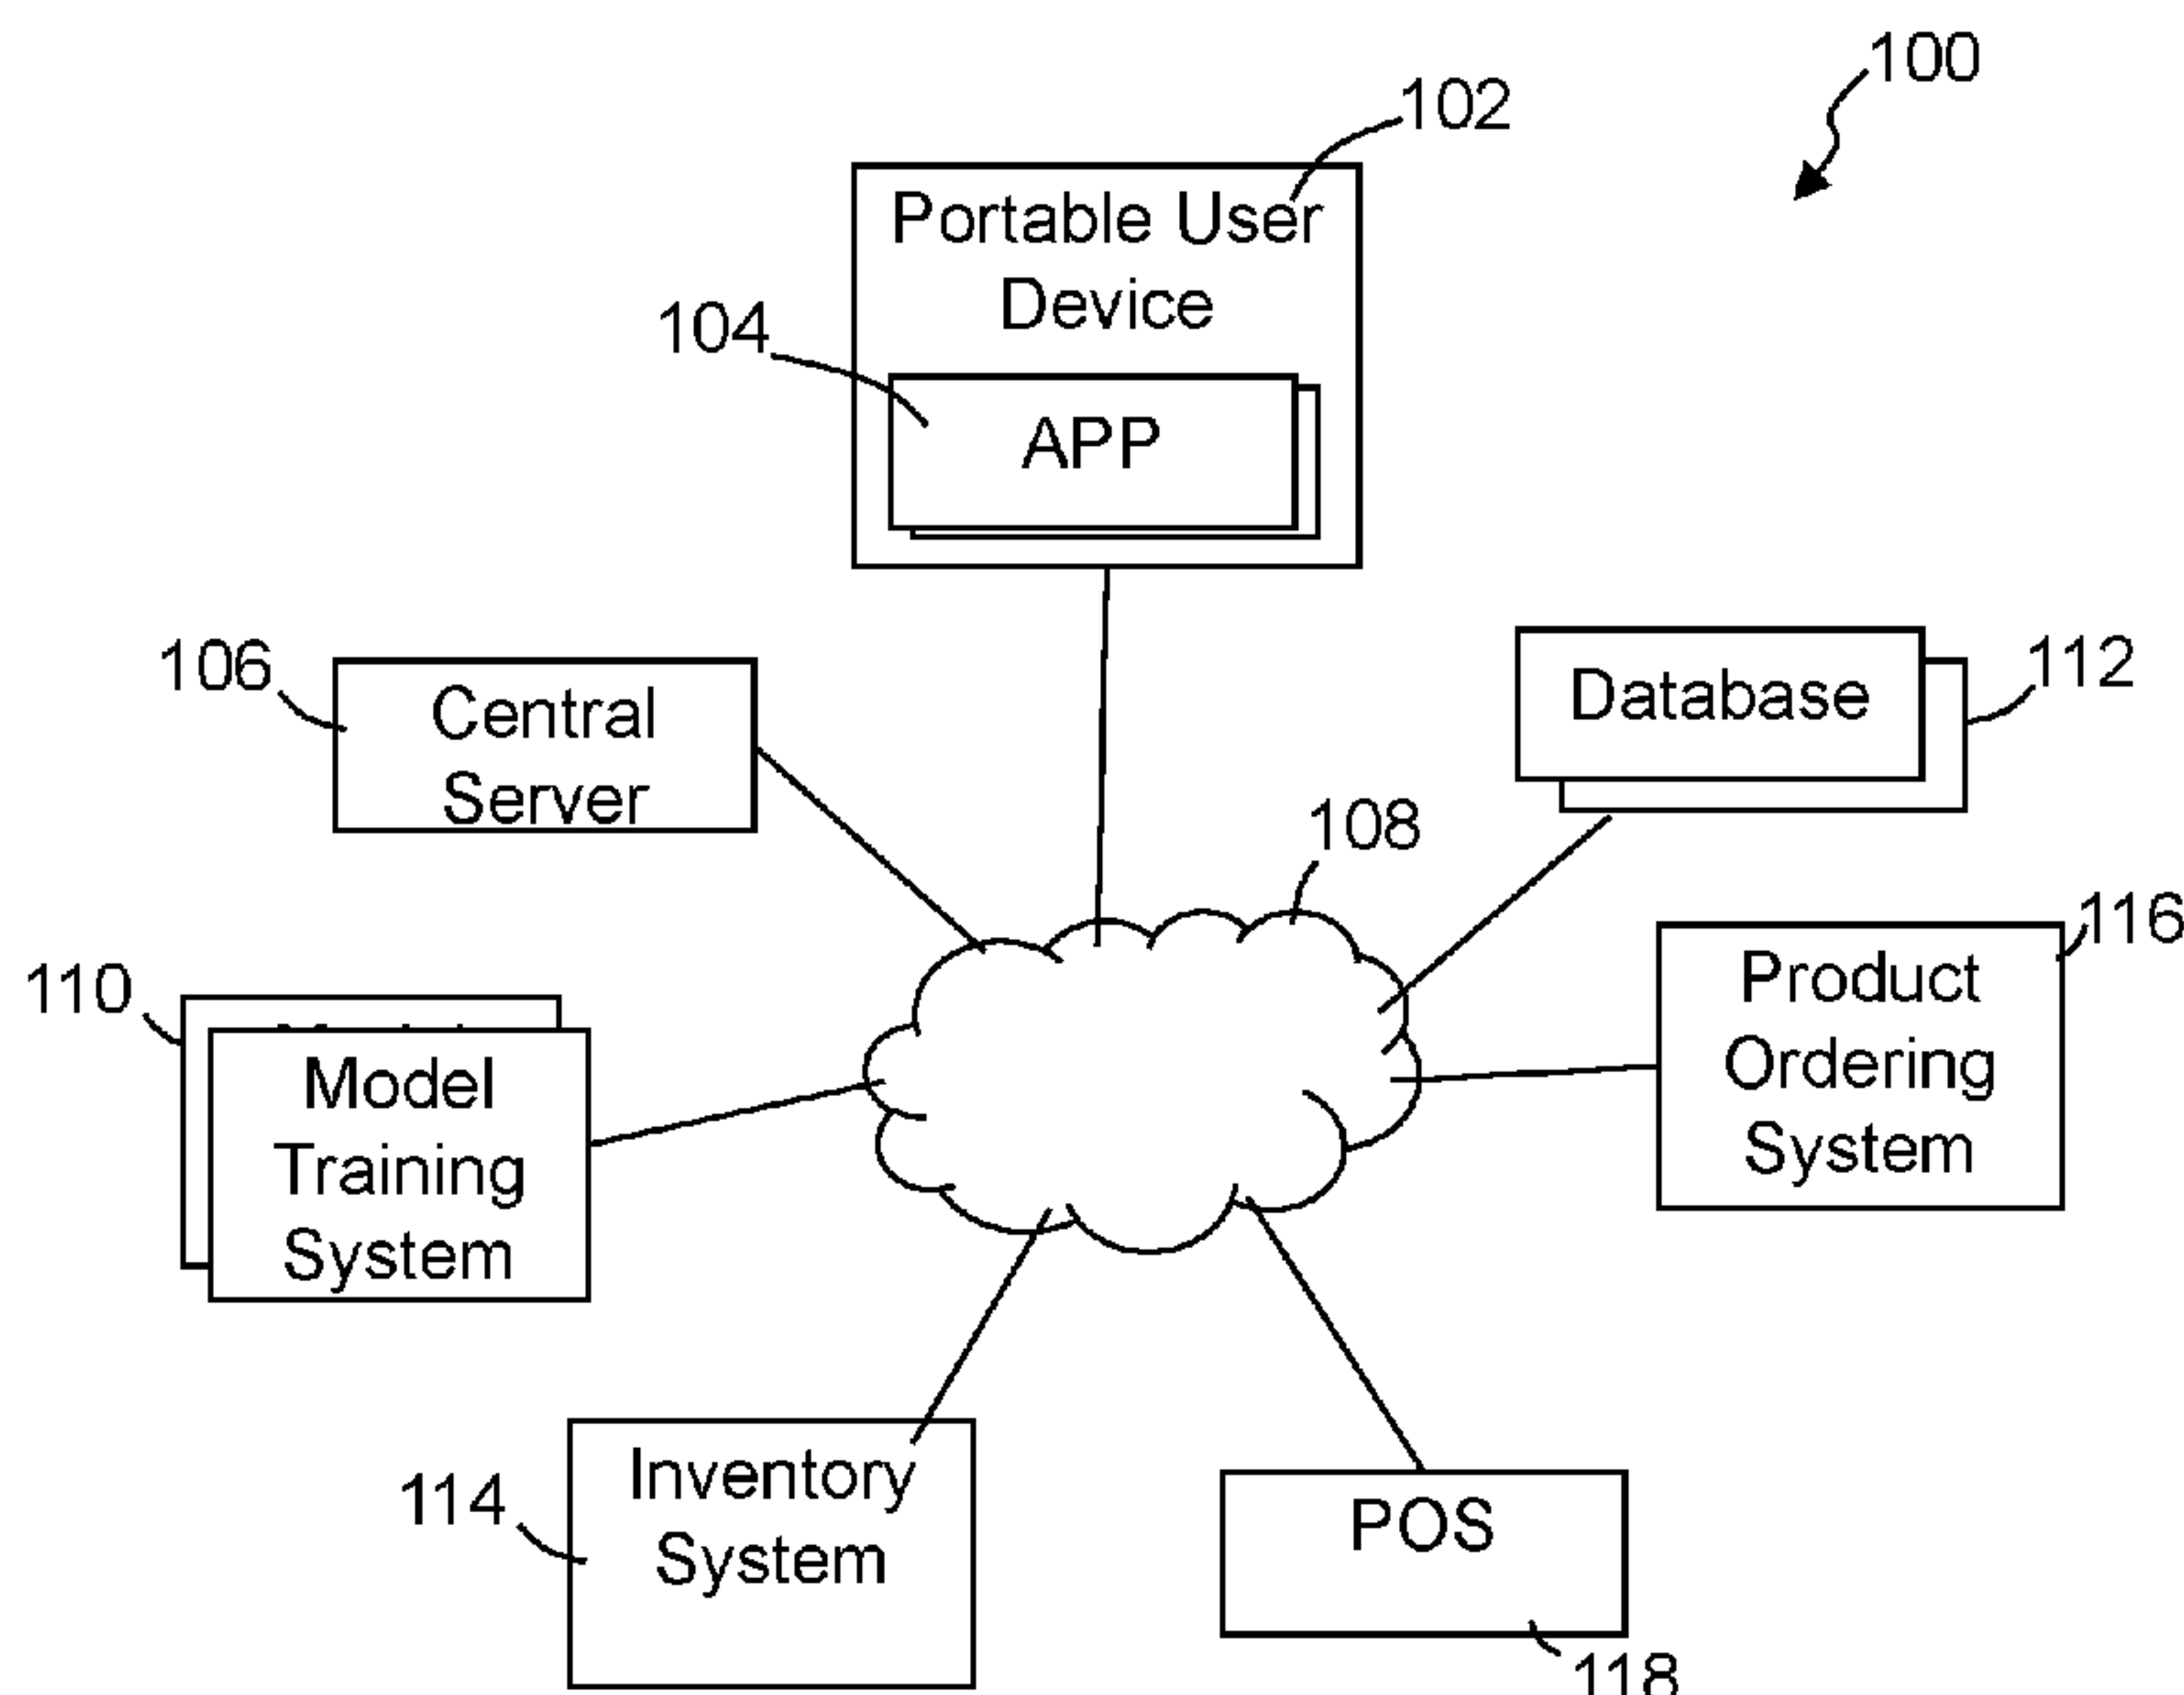 100
102
Portable User
Device
104
APP
106
Central
Server
Database
112
108
116
Product
Ordering
System
110
Model
Training
System
114
Inventory
System
POS
118